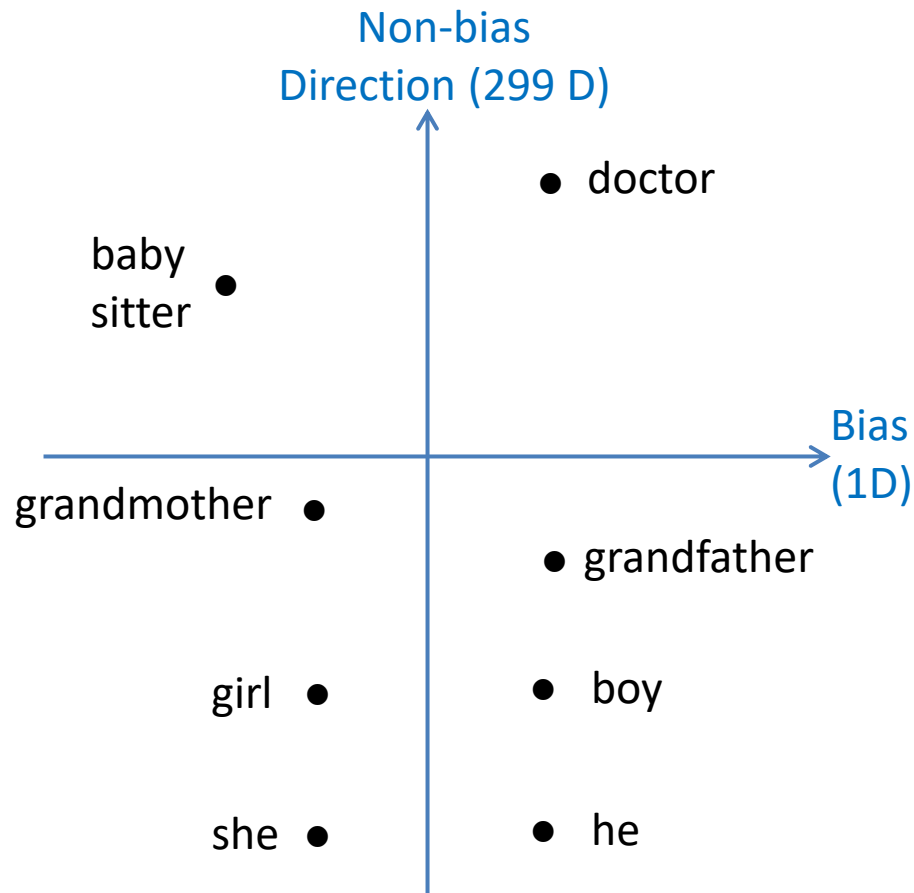 Non-bias
Direction (299 D)
doctor
baby
sitter
Bias
(1D)
grandmother
grandfather
girl
boy
she
he